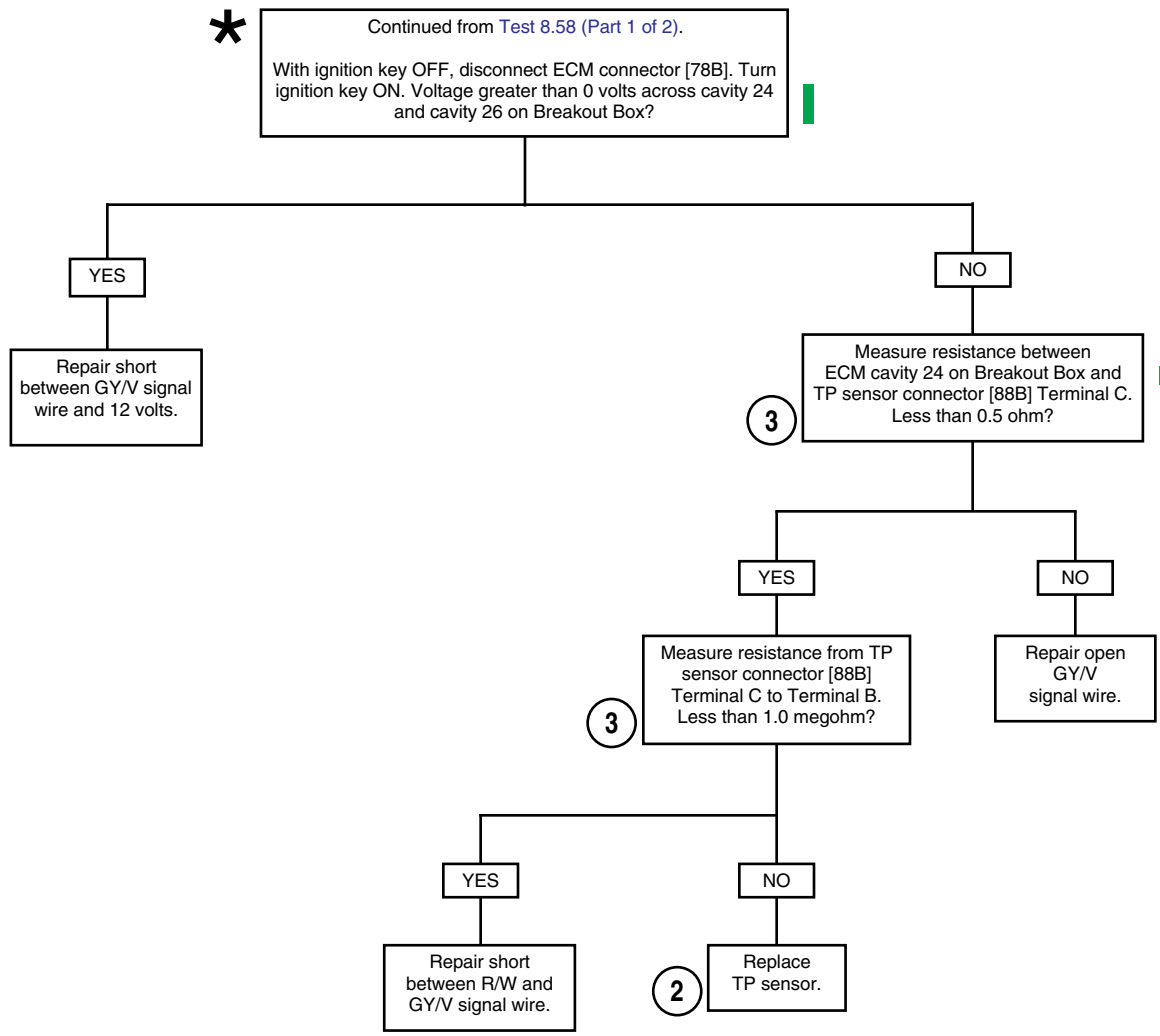 *
Continued from Test 8.58 (Part 1 of 2).
With ignition key OFF, disconnect ECM connector [78B]. Turn
ignition key ON. Voltage greater than 0 volts across cavity 24
and cavity 26 on Breakout Box?
YES
NO
Repair short
between GY/V signal
wire and 12 volts.
Measure resistance between
ECM cavity 24 on Breakout Box and
TP sensor connector [88B] Terminal C.
Less than 0.5 ohm?
3
YES
NO
Measure resistance from TP
sensor connector [88B]
Terminal C to Terminal B.
Less than 1.0 megohm?
3
Repair open
GY/V
signal wire.
YES
NO
Repair short
between R/W and
GY/V signal wire.
2
Replace
TP sensor.